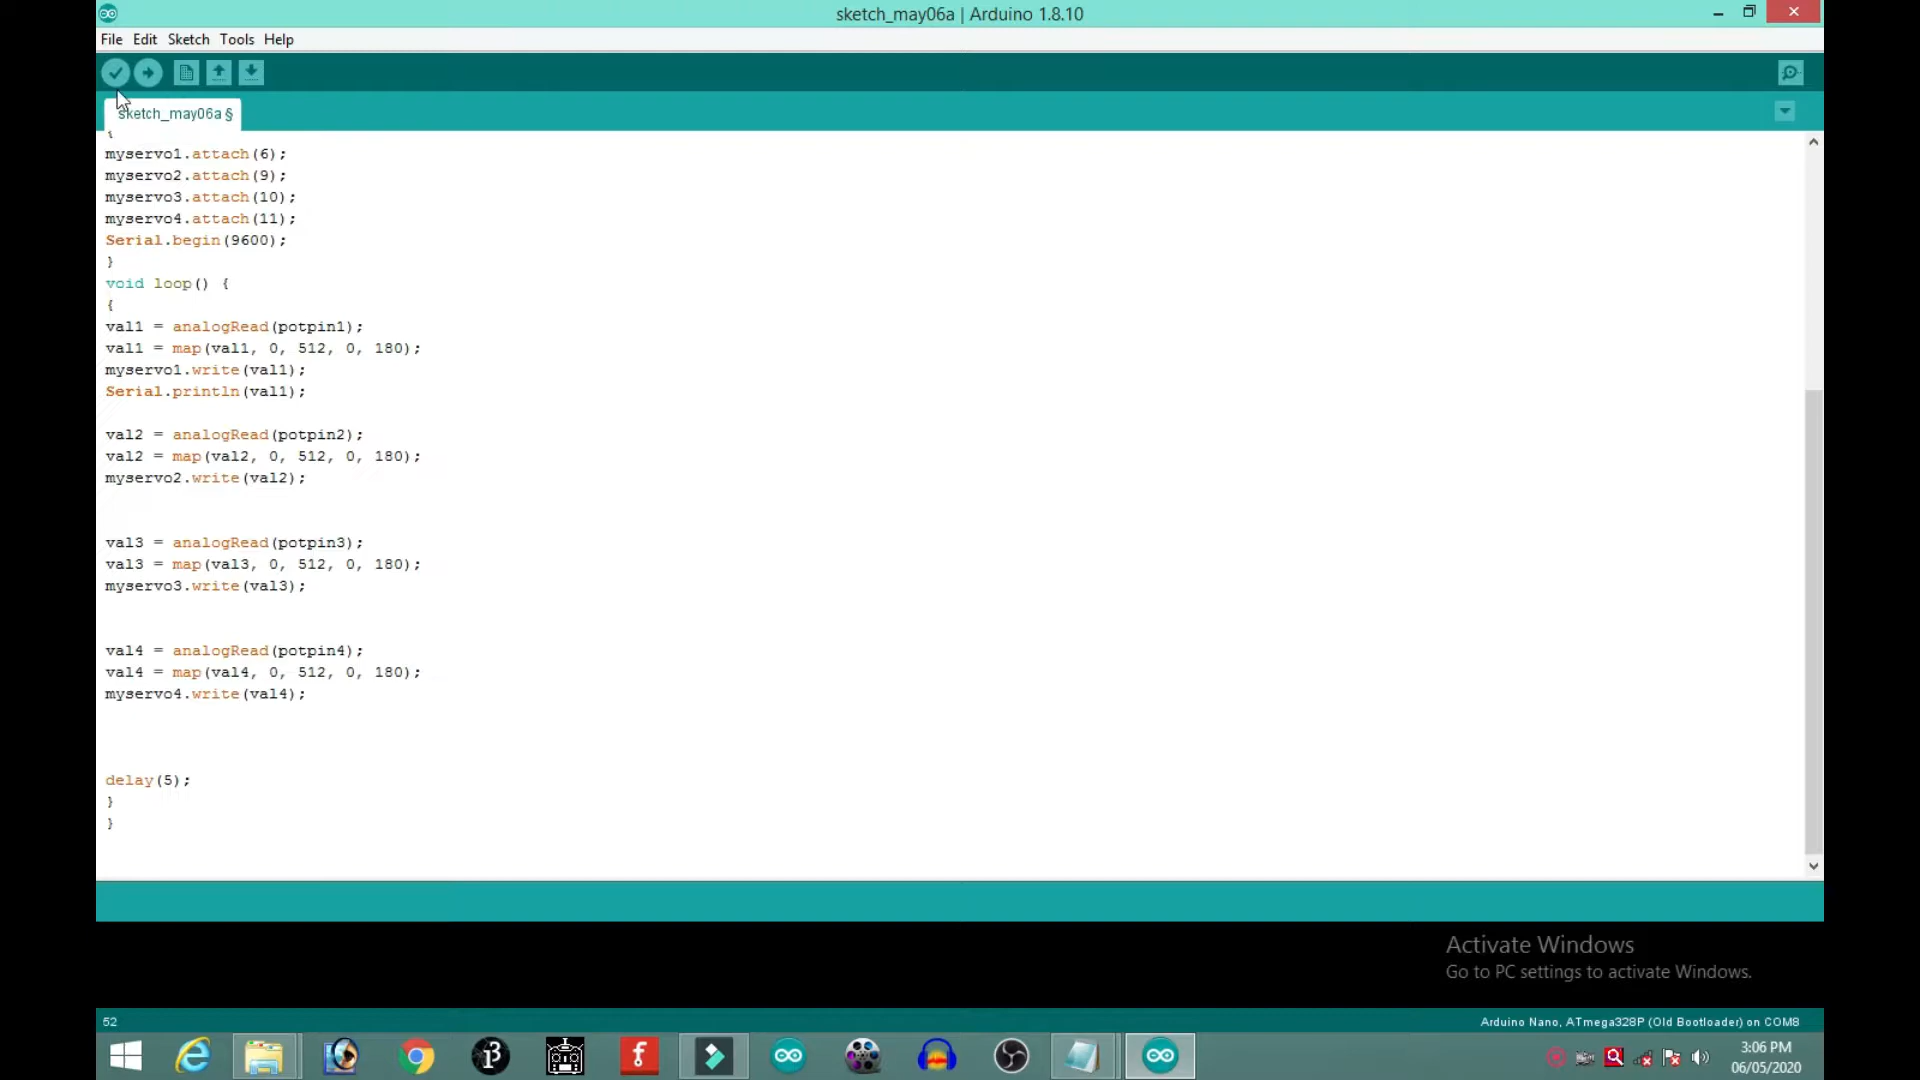 sketch_may06a | Arduino 1.8.10
File Edit Sketch Tools Help
sketch_may06a §
{
myservo1.attach(6);
myservo2.attach(9);
myservo3.attach(10);
myservo4.attach(11);
Serial.begin(9600);
}
void loop() {
{
val1 = analogRead(potpin1);
val1 = map(val1, 0, 512, 0, 180);
myservo1.write(val1);
Serial.println(val1);
val2 = analogRead(potpin2);
val2 = map(val2, 0, 512, 0, 180);
myservo2.write(val2);
val3 = analogRead(potpin3);
val3 = map(val3, 0, 512, 0, 180);
myservo3.write(val3);
val4 = analogRead(potpin4);
val4 = map(val4, 0, 512, 0, 180);
myservo4.write(val4);
delay(5);
}
}
Activate Windows
Go to PC settings to activate Windows.
52 Arduino Nano, ATmega328P (Old Bootloader) on COM8
3:06 PM
06/05/2020